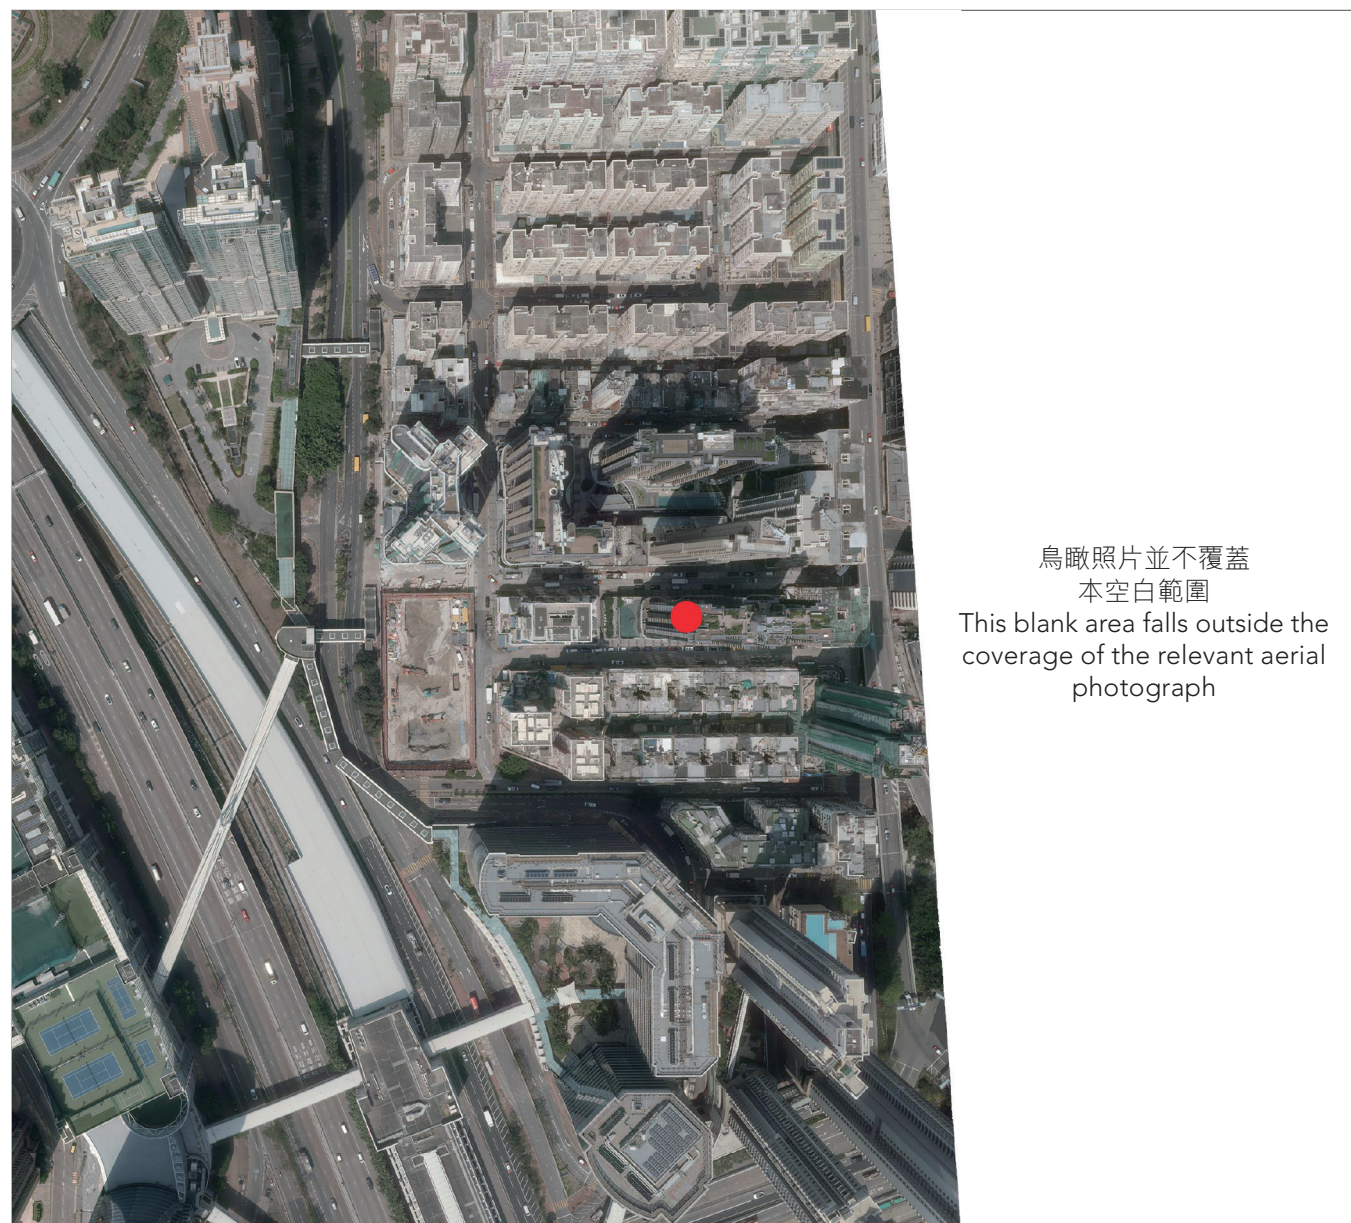 鳥瞰照片並不覆蓋
本空白範圍
This blank area falls outside the
coverage of the relevant aerial
photograph